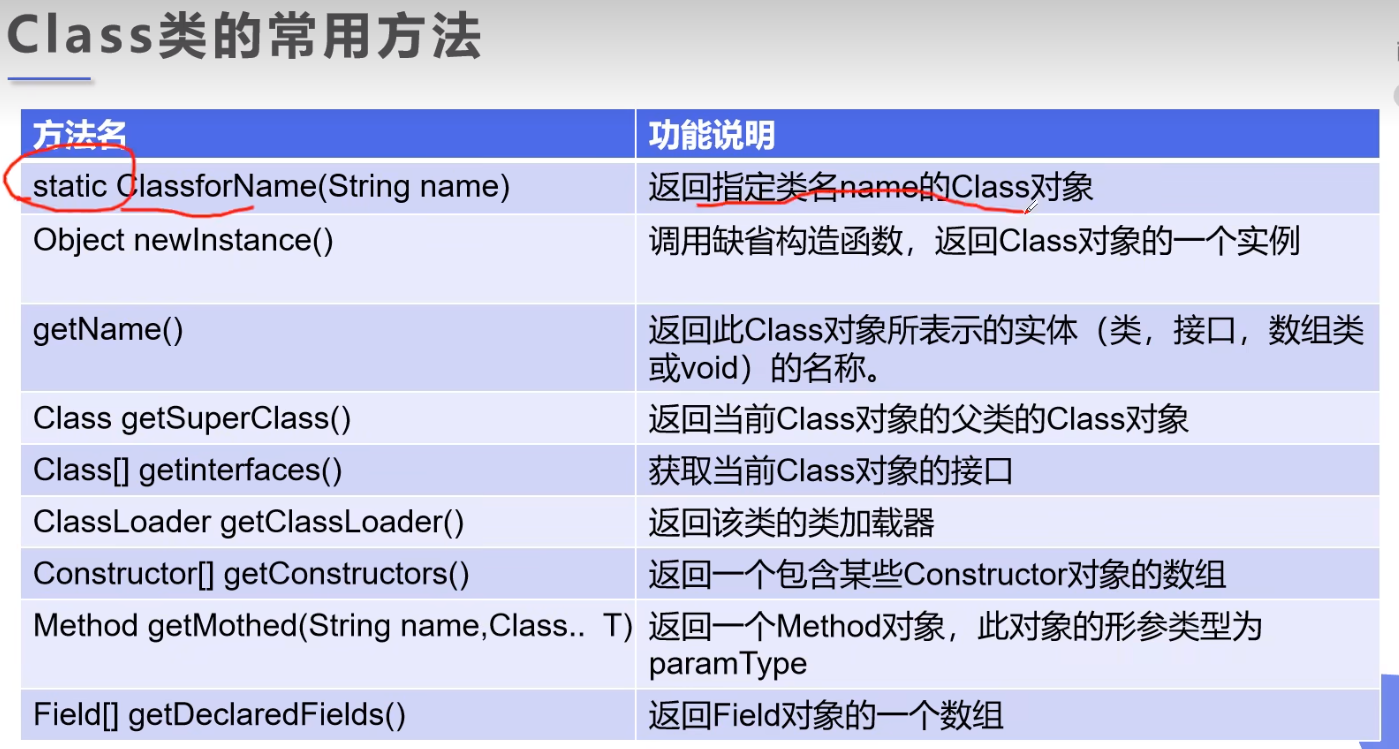 Class类的常用方法
方法名
功能说明
static ClassforName(String name)
返回指定类名name的Class对象
Object newInstance()
调用缺省构造函数，返回Class对象的一个实例
getName()
返回此Class对象所表示的实体（类，接口，数组类
或void）的名称。
Class getSuperClass()
返回当前Class对象的父类的Class对象
Class[] getinterfaces()
获取当前Class对象的接口
ClassLoader getClassLoader()
返回该类的类加载器
Constructor[] getConstructors()
返回一个包含某些Constructor对象的数组
Method getMothed(String name,Class.. T)
返回一个Method对象，此对象的形参类型为
paramType
Field[] getDeclaredFields()
返回Field对象的一个数组